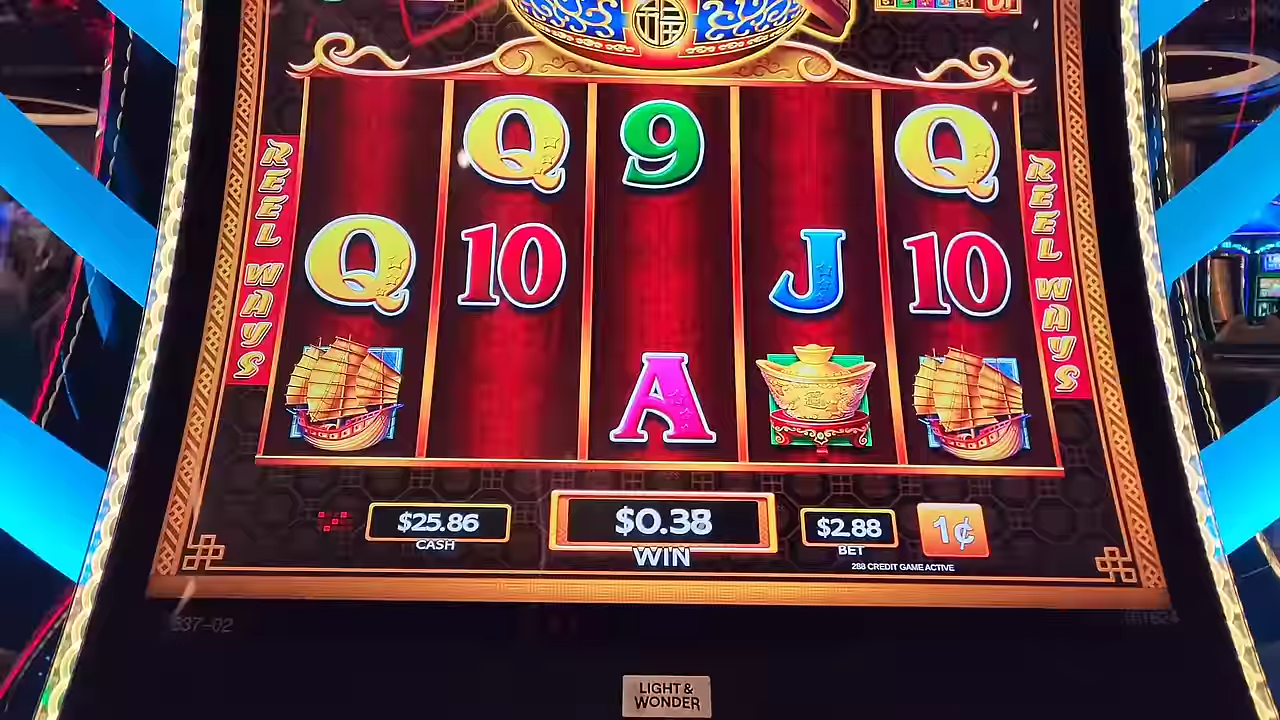 福
Q 9 Q
REEL WAYS
REEL WAYS
Q 10 J 10
A
$25.86
CASH
$0.38
WIN
$2.88
BET
1¢
288 CREDIT GAME ACTIVE
LIGHT &
WONDER